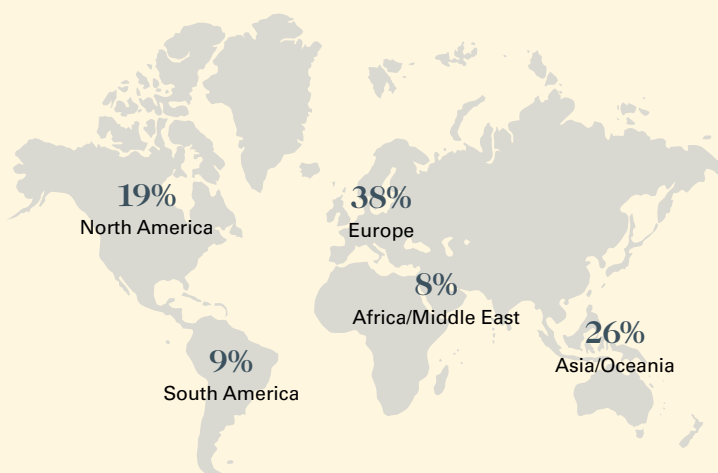 19%
North America
38%
Europe
8%
Africa/Middle East
26%
Asia/Oceania
9%
South America